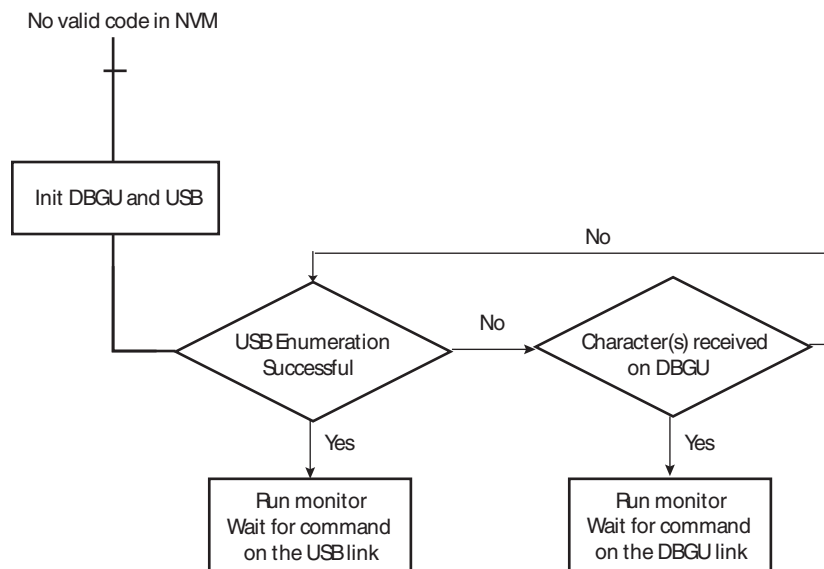 No valid code in NVM
Init DBGU and USB
No
USB Enumeration
Successful
No
Character(s) received
on DBGU
Yes
Yes
Run monitor
Wait for command
on the USB link
Run monitor
Wait for command
on the DBGU link